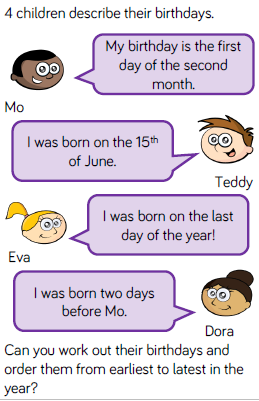 4 children describe their birthdays.
My birthday is the first
day of the second
month.
Mo
I was born on the 15th
of June.
Teddy
I was born on the last
day of the year!
Eva
I was born two days
before Mo.
Dora
Can you work out their birthdays and
order them from earliest to latest in the
year?